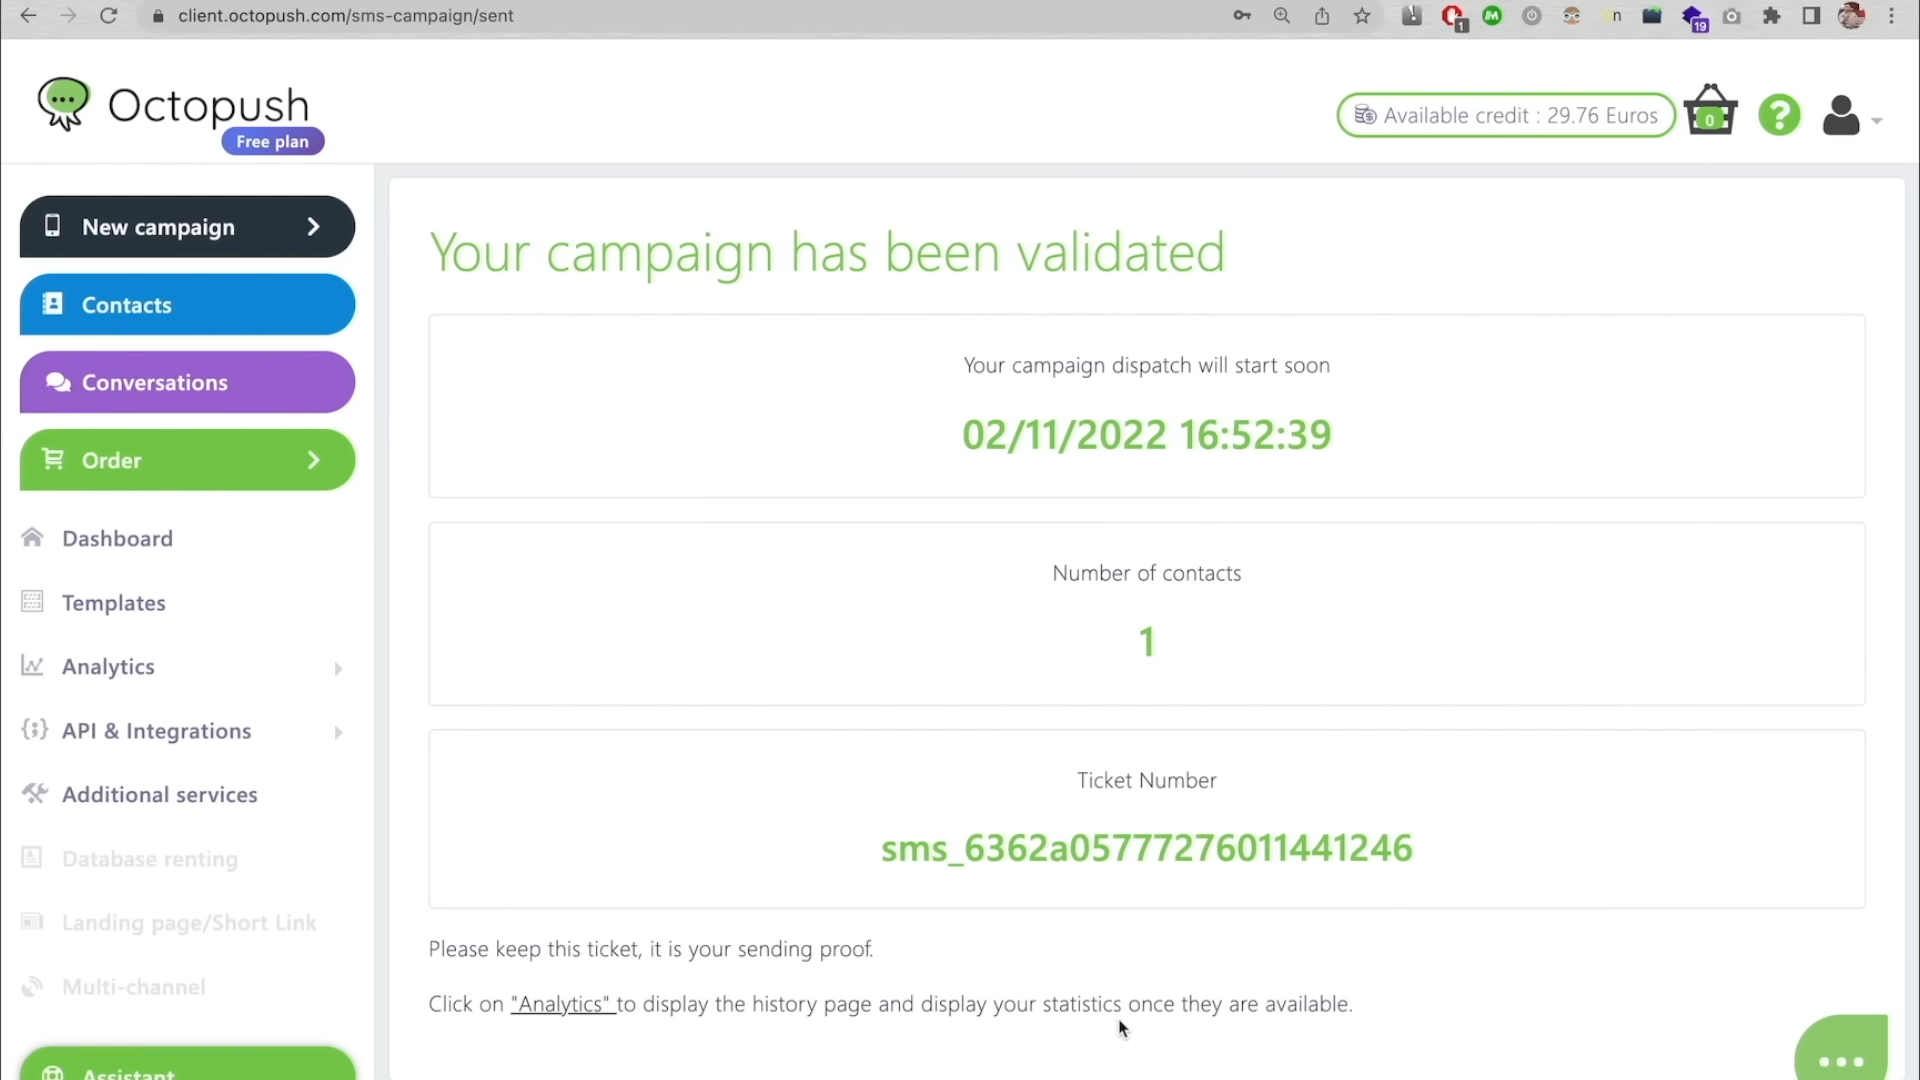 client.octopush.com/sms-campaign/sent
1
n
19
Octopush
Free plan
Available credit : 29.76 Euros
0
?
New campaign
Contacts
Conversations
Order
Dashboard
Templates
Analytics
API & Integrations
Additional services
Database renting
Landing page/Short Link
Multi-channel
Assistant
Your campaign has been validated
Your campaign dispatch will start soon
02/11/2022 16:52:39
Number of contacts
1
Ticket Number
sms_6362a05777276011441246
Please keep this ticket, it is your sending proof.
Click on "Analytics" to display the history page and display your statistics once they are available.